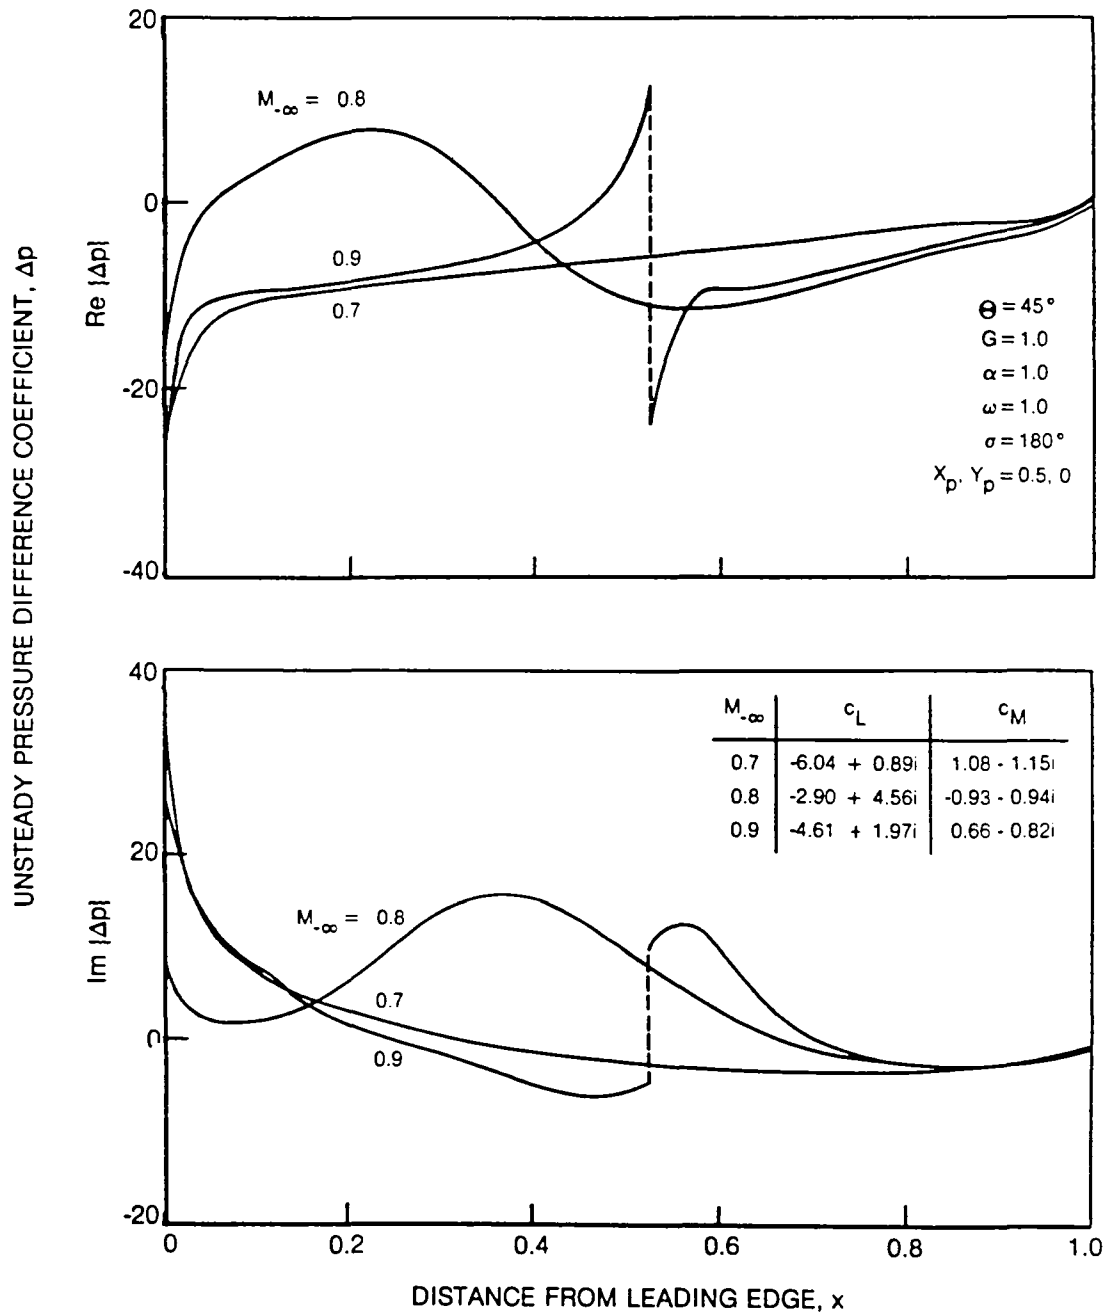 UNSTEADY PRESSURE DIFFERENCE COEFFICIENT, Δp
Re {Δp}
20
0
-20
-40
M-∞ = 0.8
0.9
0.7
Θ = 45°
G = 1.0
α = 1.0
ω = 1.0
σ = 180°
Xp, Yp = 0.5, 0
Im {Δp}
40
20
0
-20
M-∞ cL cM
0.7 -6.04 + 0.89i 1.08 - 1.15i
0.8 -2.90 + 4.56i -0.93 - 0.94i
0.9 -4.61 + 1.97i 0.66 - 0.82i
M-∞ = 0.8
0.7
0.9
0 0.2 0.4 0.6 0.8 1.0
DISTANCE FROM LEADING EDGE, x